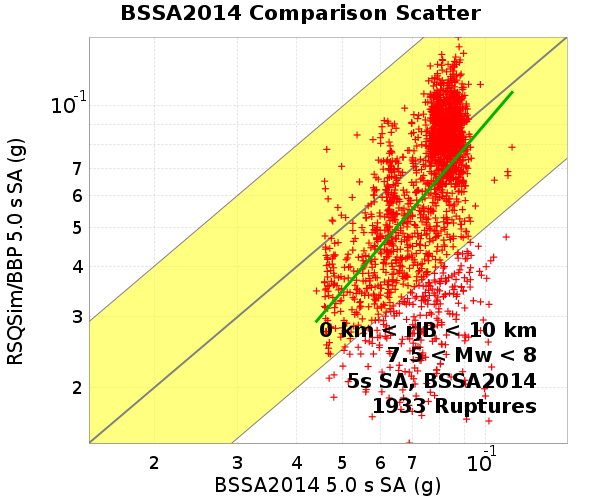 BSSA2014 Comparison Scatter
RSQSim/BBP 5.0 s SA (g)
10-1
7
6
5
4
3
2
0 km < rJB < 10 km
7.5 < Mw < 8
5s SA, BSSA2014
1933 Ruptures
2 3 4 5 6 7 10-1
BSSA2014 5.0 s SA (g)